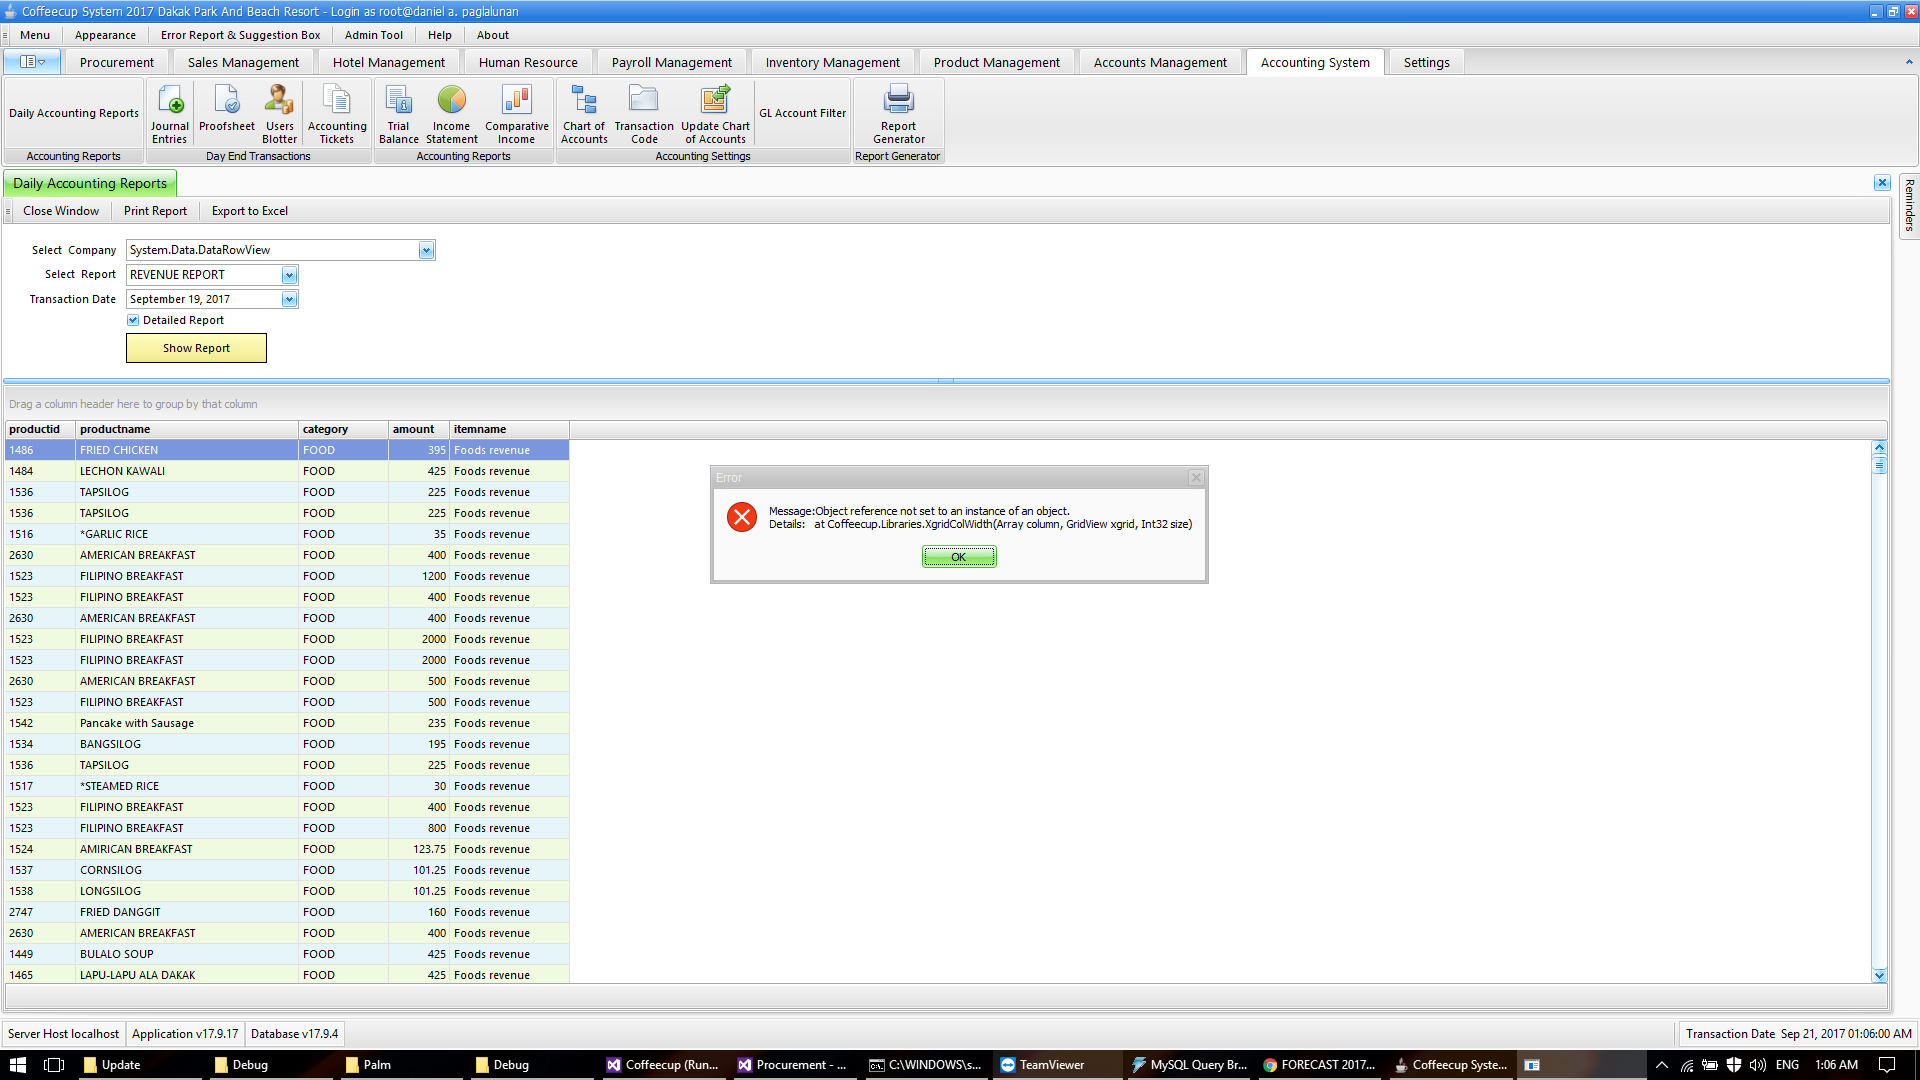 Coffeecup System 2017 Dakak Park And Beach Resort - Login as root@daniel a. paglalunan
Menu Appearance Error Report & Suggestion Box Admin Tool Help About
Procurement Sales Management Hotel Management Human Resource Payroll Management Inventory Management Product Management Accounts Management Accounting System Settings
Daily Accounting Reports
Accounting Reports
Journal Entries
Proofsheet
Users Blotter
Accounting Tickets
Day End Transactions
Trial Balance
Income Statement
Comparative Income
Accounting Reports
Chart of Accounts
Transaction Code
Update Chart of Accounts
GL Account Filter
Accounting Settings
Report Generator
Report Generator
Daily Accounting Reports
Reminders
Close Window Print Report Export to Excel
Select Company System.Data.DataRowView
Select Report REVENUE REPORT
Transaction Date September 19, 2017
Detailed Report
Show Report
Drag a column header here to group by that column
productid productname category amount itemname
1486 FRIED CHICKEN FOOD 395 Foods revenue
1484 LECHON KAWALI FOOD 425 Foods revenue
1536 TAPSILOG FOOD 225 Foods revenue
1536 TAPSILOG FOOD 225 Foods revenue
1516 *GARLIC RICE FOOD 35 Foods revenue
2630 AMERICAN BREAKFAST FOOD 400 Foods revenue
1523 FILIPINO BREAKFAST FOOD 1200 Foods revenue
1523 FILIPINO BREAKFAST FOOD 400 Foods revenue
2630 AMERICAN BREAKFAST FOOD 400 Foods revenue
1523 FILIPINO BREAKFAST FOOD 2000 Foods revenue
1523 FILIPINO BREAKFAST FOOD 2000 Foods revenue
2630 AMERICAN BREAKFAST FOOD 500 Foods revenue
1523 FILIPINO BREAKFAST FOOD 500 Foods revenue
1542 Pancake with Sausage FOOD 235 Foods revenue
1534 BANGSILOG FOOD 195 Foods revenue
1536 TAPSILOG FOOD 225 Foods revenue
1517 *STEAMED RICE FOOD 30 Foods revenue
1523 FILIPINO BREAKFAST FOOD 400 Foods revenue
1523 FILIPINO BREAKFAST FOOD 800 Foods revenue
1524 AMIRICAN BREAKFAST FOOD 123.75 Foods revenue
1537 CORNSILOG FOOD 101.25 Foods revenue
1538 LONGSILOG FOOD 101.25 Foods revenue
2747 FRIED DANGGIT FOOD 160 Foods revenue
2630 AMERICAN BREAKFAST FOOD 400 Foods revenue
1449 BULALO SOUP FOOD 425 Foods revenue
1465 LAPU-LAPU ALA DAKAK FOOD 425 Foods revenue
Error
Message:Object reference not set to an instance of an object.
Details: at Coffeecup.Libraries.XgridColWidth(Array column, GridView xgrid, Int32 size)
OK
Server Host localhost Application v17.9.17 Database v17.9.4 Transaction Date Sep 21, 2017 01:06:00 AM
Update Debug Palm Debug Coffeecup (Run... Procurement - ... C:\WINDOWS\s... TeamViewer MySQL Query Br... FORECAST 2017... Coffeecup Syste... ENG 1:06 AM